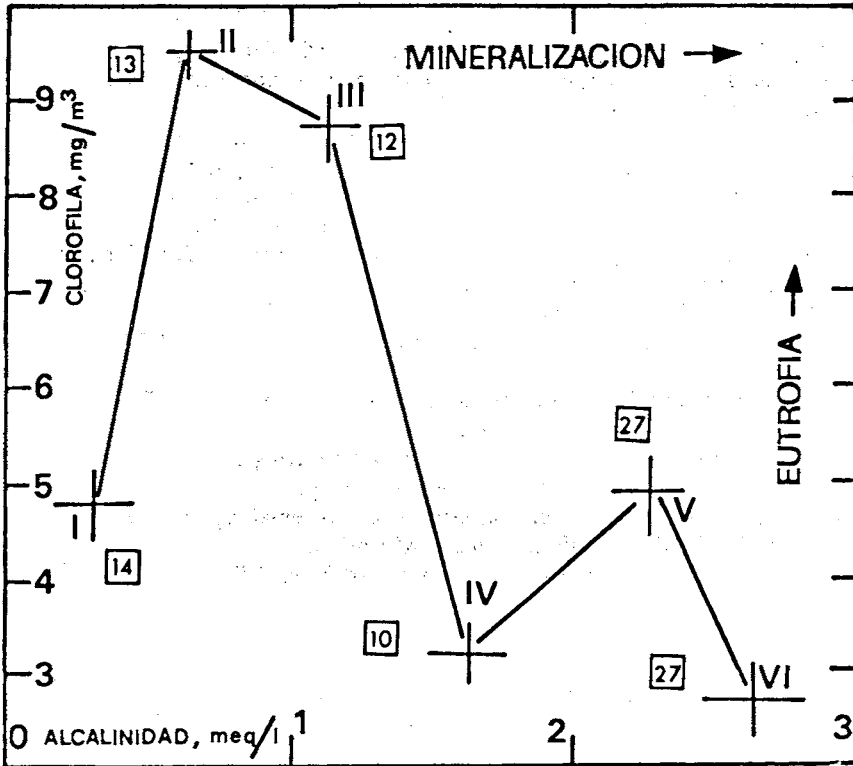 MINERALIZACION
13
II
III
12
9
8
7
6
5
4
3
CLOROFILA, mg/m³
EUTROFIA
27
V
I
14
IV
10
27
VI
0 ALCALINIDAD, meq/l 1 2 3